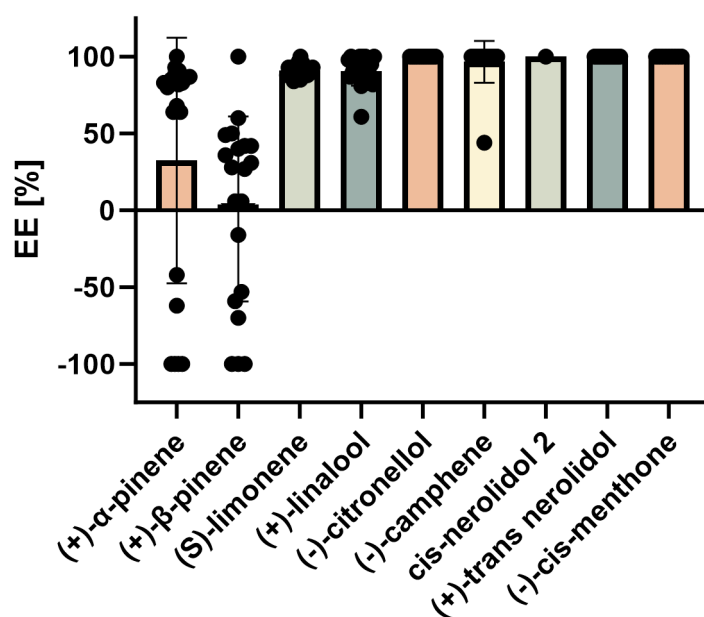 EE [%]
100
50
0
-50
-100
(+)-α-pinene
(+)-β-pinene
(S)-limonene
(+)-linalool
(-)-citronellol
(-)-camphene
cis-nerolidol 2
(+)-trans nerolidol
(-)-cis-menthone